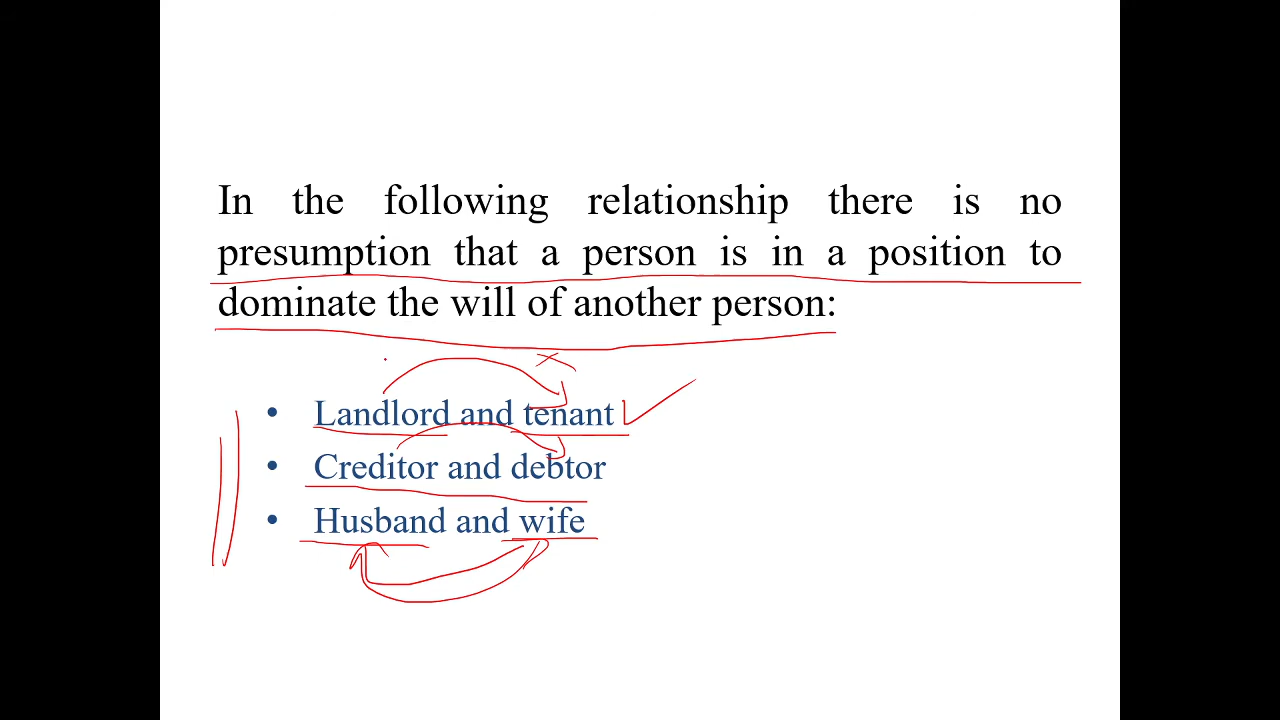 In the following relationship there is no
presumption that a person is in a position to
dominate the will of another person:
• Landlord and tenant
• Creditor and debtor
• Husband and wife